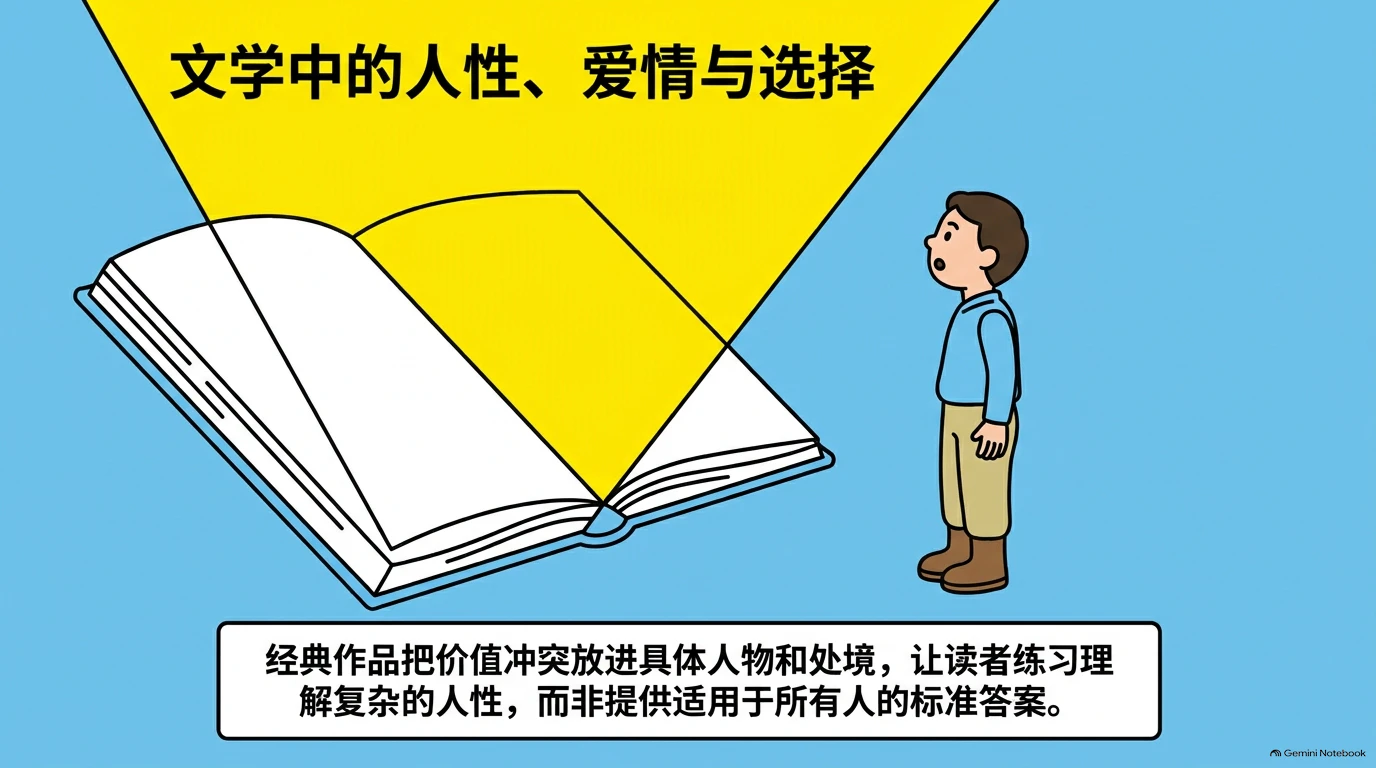 文学中的人性、爱情与选择
经典作品把价值冲突放进具体人物和处境，让读者练习理
解复杂的人性，而非提供适用于所有人的标准答案。
Gemini Notebook